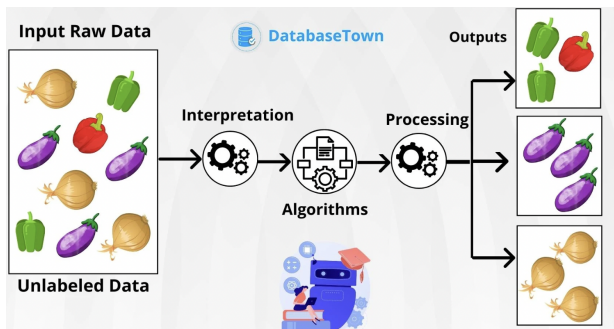 Input Raw Data
DatabaseTown
Outputs
Interpretation
Processing
Algorithms
Unlabeled Data